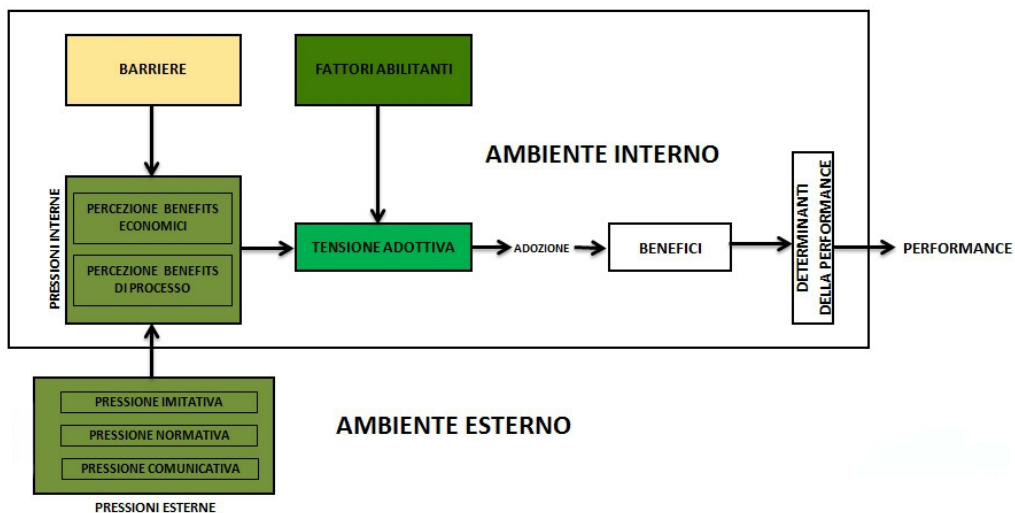 BARRIERE
FATTORI ABILITANTI
AMBIENTE INTERNO
PRESSIONI INTERNE
PERCEZIONE BENEFITS
ECONOMICI
PERCEZIONE BENEFITS
DI PROCESSO
TENSIONE ADOTTIVA
ADOZIONE
BENEFICI
DETERMINANTI
DELLA PERFORMANCE
PERFORMANCE
PRESSIONE IMITATIVA
PRESSIONE NORMATIVA
PRESSIONE COMUNICATIVA
PRESSIONI ESTERNE
AMBIENTE ESTERNO